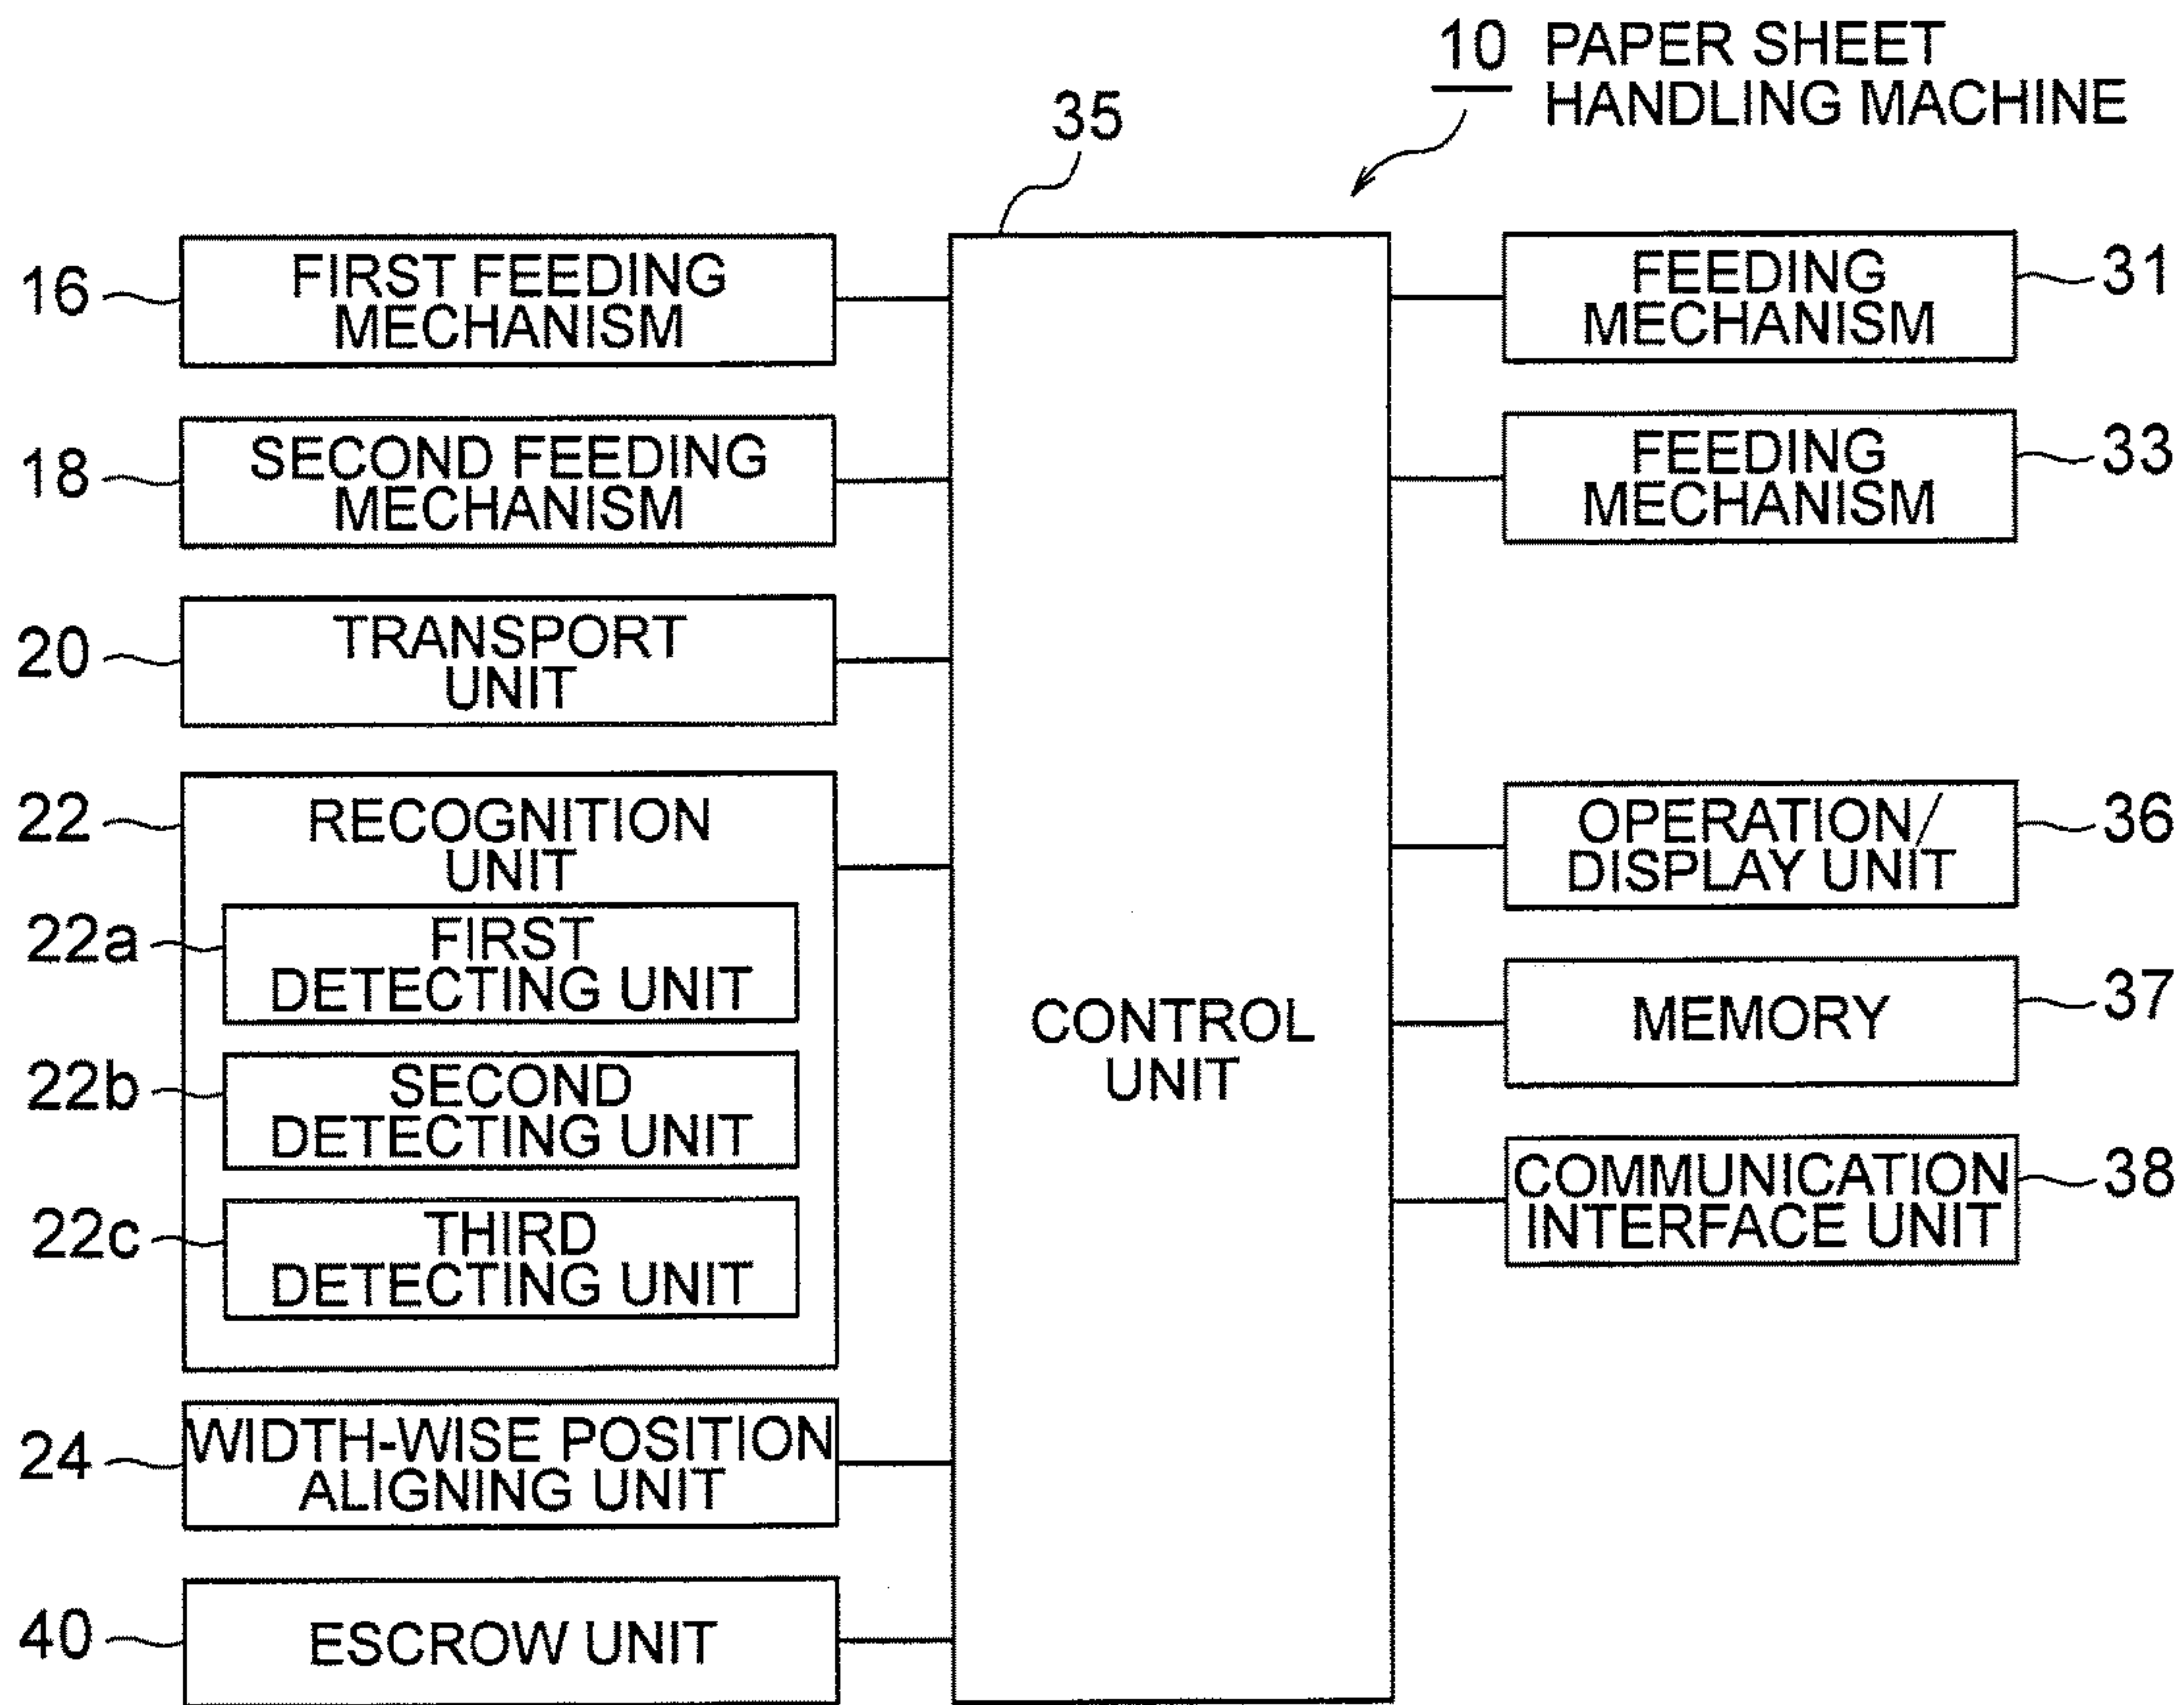 10 PAPER SHEET
HANDLING MACHINE
35
16
FIRST FEEDING
MECHANISM
18
SECOND FEEDING
MECHANISM
20
TRANSPORT
UNIT
22
RECOGNITION
UNIT
22a
FIRST
DETECTING UNIT
22b
SECOND
DETECTING UNIT
22c
THIRD
DETECTING UNIT
24
WIDTH-WISE POSITION
ALIGNING UNIT
40
ESCROW UNIT
CONTROL
UNIT
FEEDING
MECHANISM
31
FEEDING
MECHANISM
33
OPERATION/
DISPLAY UNIT
36
MEMORY
37
COMMUNICATION
INTERFACE UNIT
38